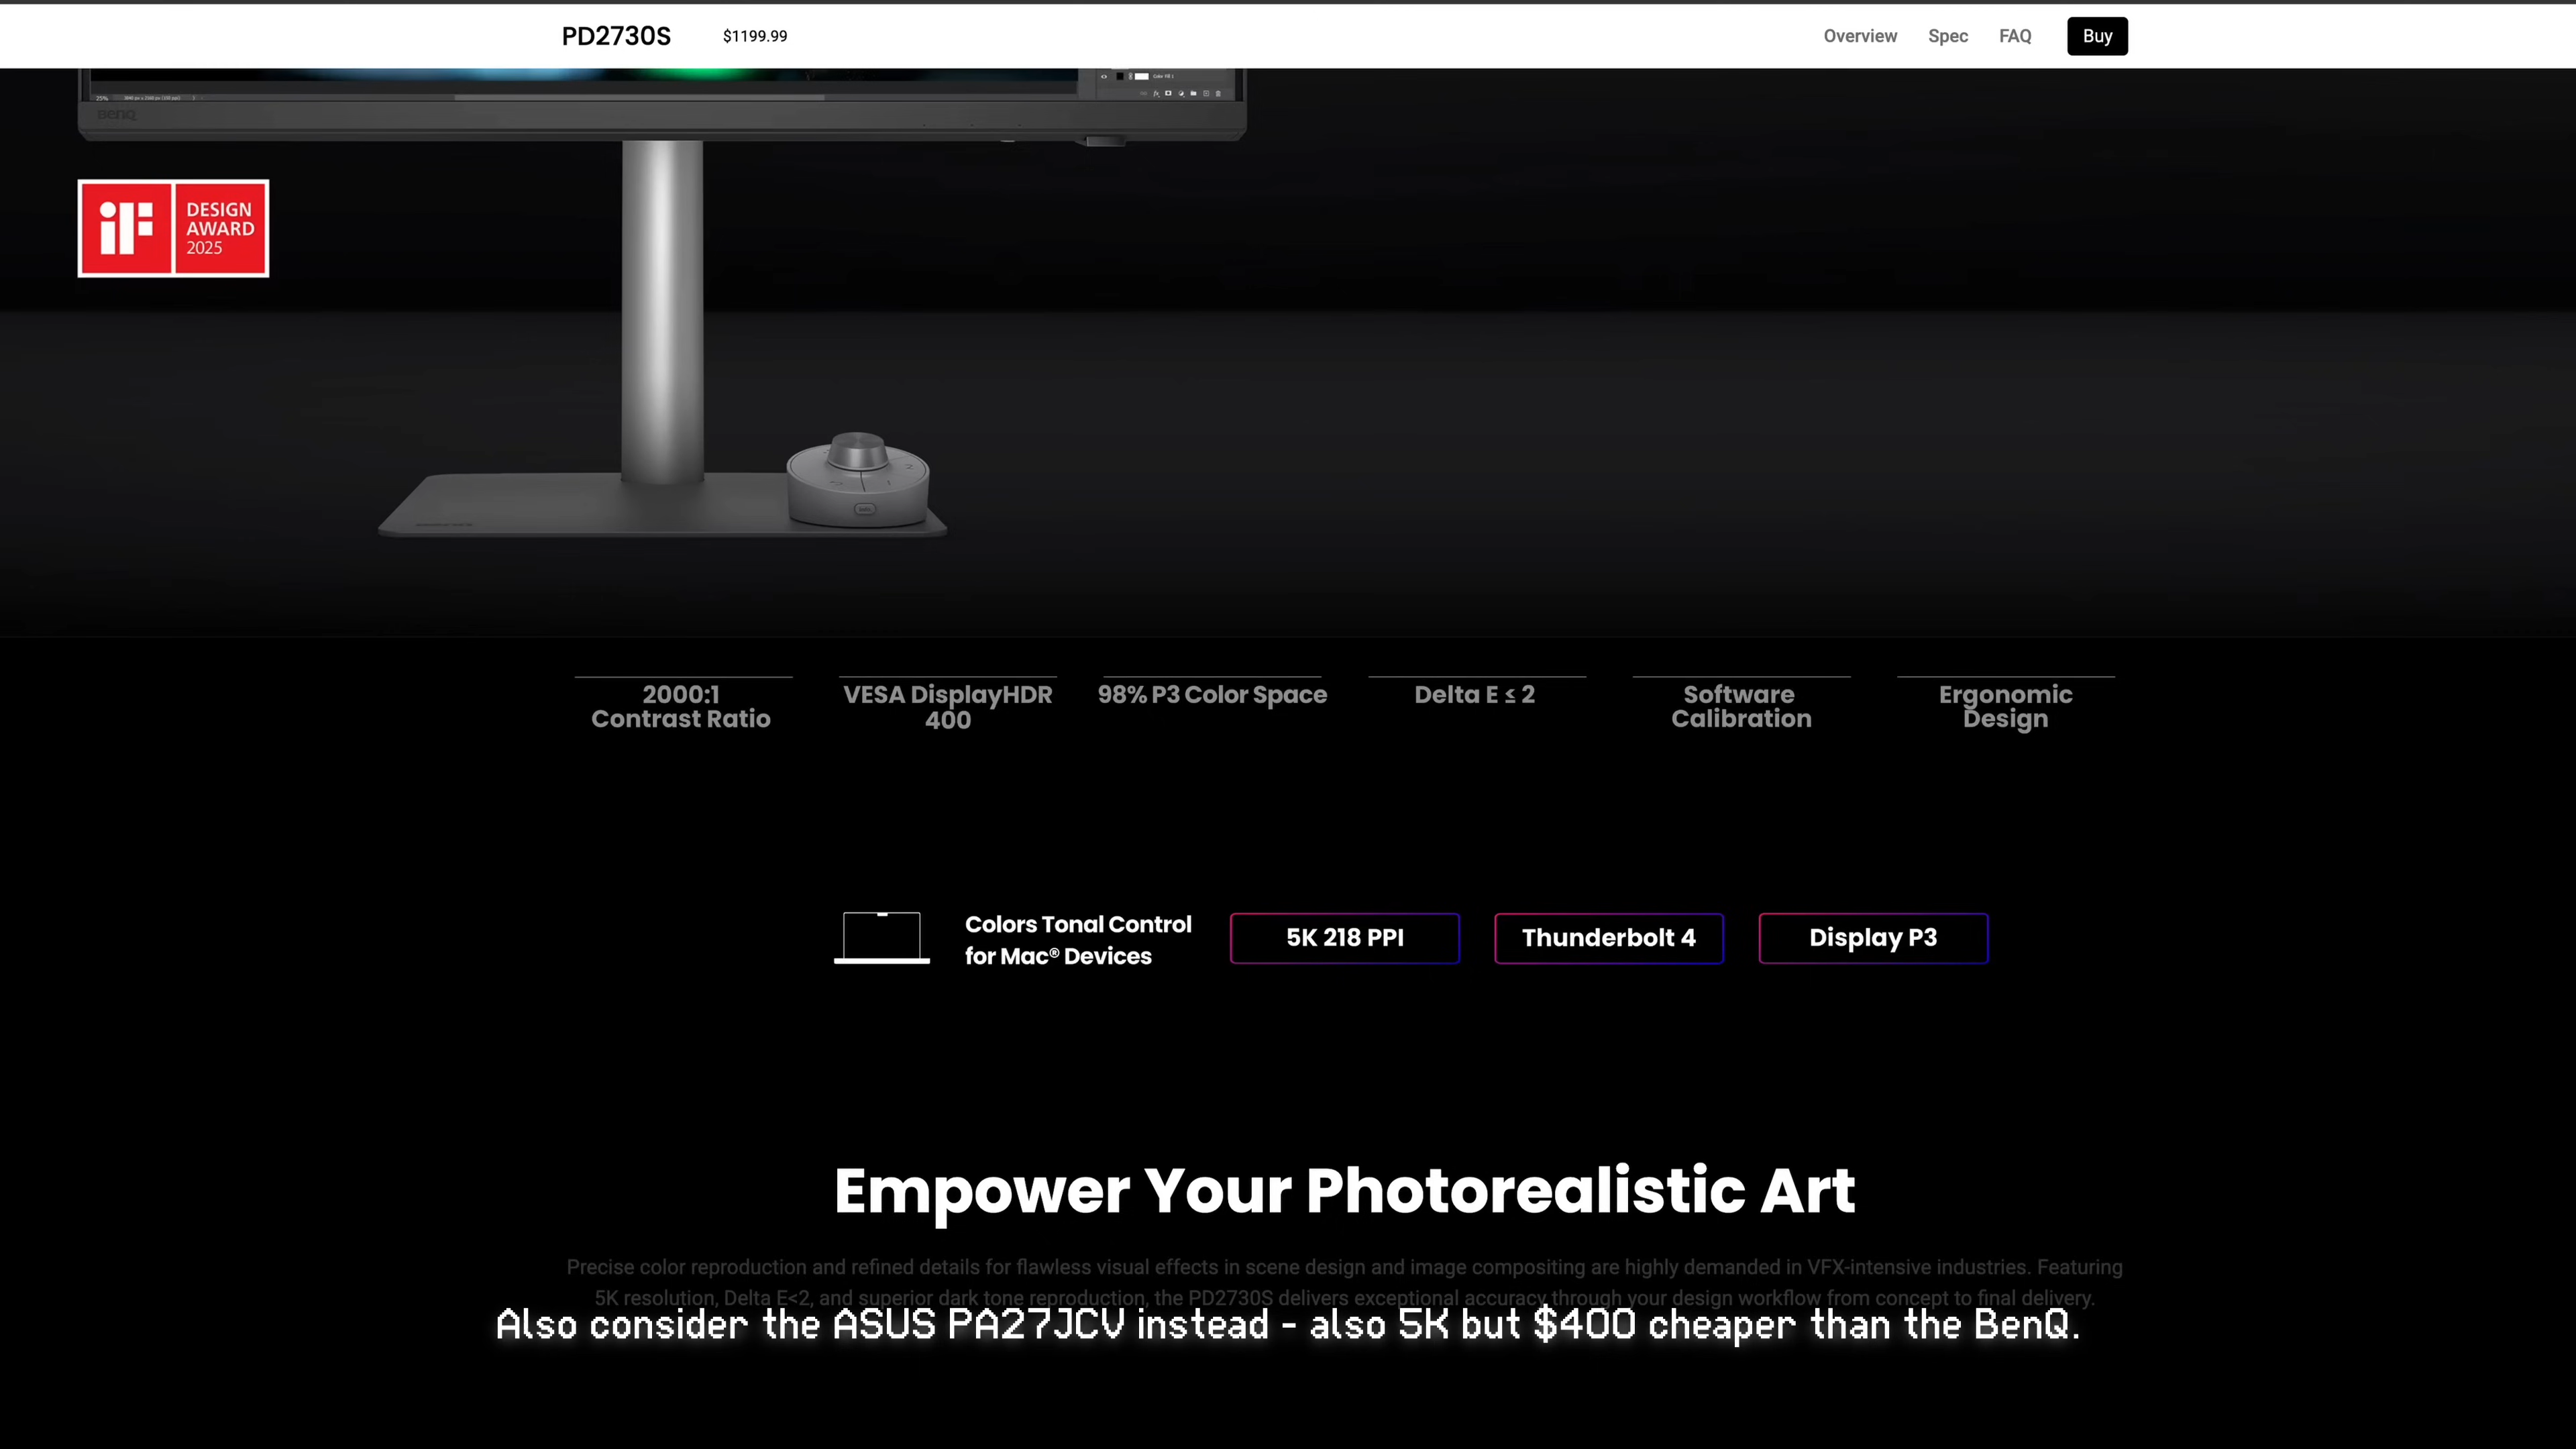 PD2730S
$1199.99
Overview
Spec
FAQ
Buy
25%
BenQ
iF
DESIGN
AWARD
2025
2000:1
Contrast Ratio
VESA DisplayHDR
400
98% P3 Color Space
Delta E ≤ 2
Software
Calibration
Ergonomic
Design
Colors Tonal Control
for Mac® Devices
5K 218 PPI
Thunderbolt 4
Display P3
Empower Your Photorealistic Art
Precise color reproduction and refined details for flawless visual effects in scene design and image compositing are highly demanded in VFX-intensive industries. Featuring
5K resolution, Delta E<2, and superior dark tone reproduction, the PD2730S delivers exceptional accuracy through your design workflow from concept to final delivery.
Also consider the ASUS PA27JCV instead - also 5K but $400 cheaper than the BenQ.